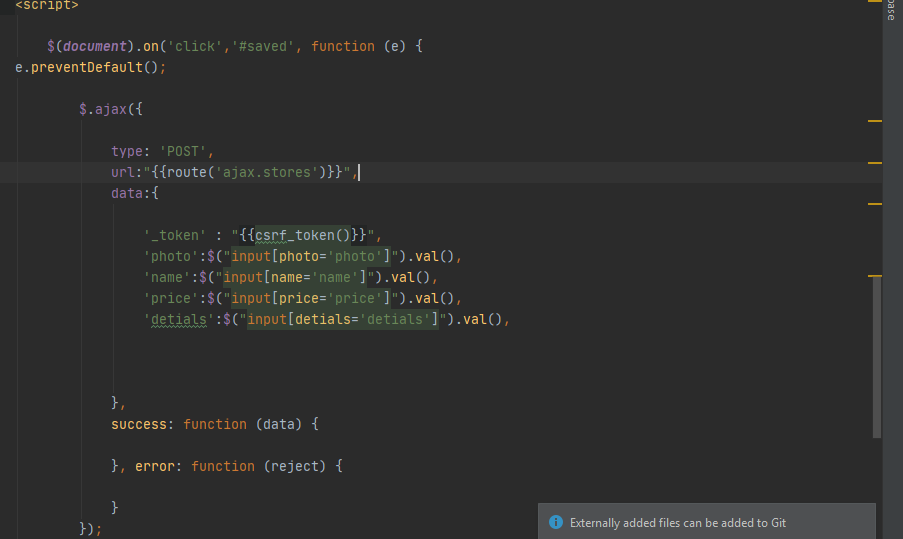 <script>
$(document).on('click','#saved', function (e) {
e.preventDefault();
$.ajax({
type: 'POST',
url:"{{route('ajax.stores')}}",
data:{
'_token' : "{{csrf_token()}}",
'photo':$("input[photo='photo']").val(),
'name':$("input[name='name']").val(),
'price':$("input[price='price']").val(),
'detials':$("input[detials='detials']").val(),
},
success: function (data) {
}, error: function (reject) {
}
});
Externally added files can be added to Git
base